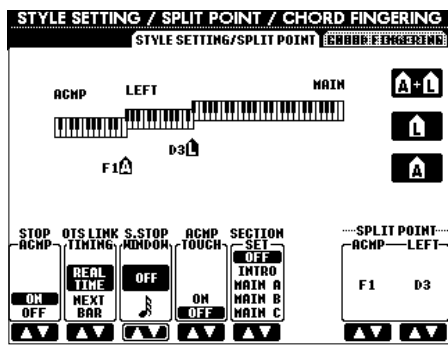 STYLE SETTING / SPLIT POINT / CHORD FINGERING
STYLE SETTING/SPLIT POINT CHORD FINGERING
ACMP LEFT MAIN
A+L
L
A
D3 L
F1 A
STOP ACMP
ON
OFF
OTS LINK TIMING
REAL TIME
NEXT BAR
S.STOP WINDOW
OFF
ACMP TOUCH
ON
OFF
SECTION SET
OFF
INTRO
MAIN A
MAIN B
MAIN C
SPLIT POINT
ACMP LEFT
F1 D3